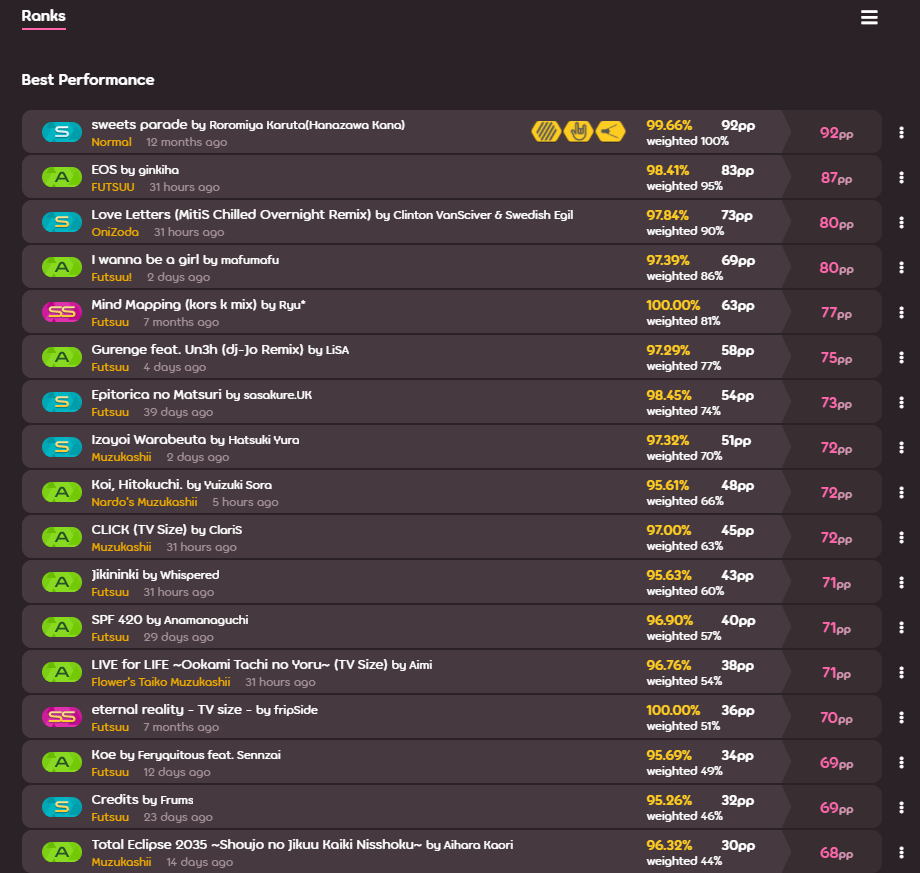 Ranks
Best Performance
S sweets parade by Roromiya Karuta(Hanazawa Kana) 99.66% 92pp 92pp
Normal 12 months ago weighted 100%
A EOS by ginkiha 98.41% 83pp 87pp
FUTSUU 31 hours ago weighted 95%
S Love Letters (MitiS Chilled Overnight Remix) by Clinton VanSciver & Swedish Egil 97.84% 73pp 80pp
OniZoda 31 hours ago weighted 90%
A I wanna be a girl by mafumafu 97.39% 69pp 80pp
Futsuu! 2 days ago weighted 86%
SS Mind Mapping (kors k mix) by Ryu* 100.00% 63pp 77pp
Futsuu 7 months ago weighted 81%
A Gurenge feat. Un3h (dj-Jo Remix) by LiSA 97.29% 58pp 75pp
Futsuu 4 days ago weighted 77%
S Epitorica no Matsuri by sasakure.UK 98.45% 54pp 73pp
Futsuu 39 days ago weighted 74%
S Izayoi Warabeuta by Hatsuki Yura 97.32% 51pp 72pp
Muzukashii 2 days ago weighted 70%
A Koi, Hitokuchi. by Yuizuki Sora 95.61% 48pp 72pp
Nardo's Muzukashii 5 hours ago weighted 66%
A CLICK (TV Size) by ClariS 97.00% 45pp 72pp
Muzukashii 31 hours ago weighted 63%
A Jikininki by Whispered 95.63% 43pp 71pp
Futsuu 31 hours ago weighted 60%
A SPF 420 by Anamanaguchi 96.90% 40pp 71pp
Futsuu 29 days ago weighted 57%
A LIVE for LIFE ~Ookami Tachi no Yoru~ (TV Size) by Aimi 96.76% 38pp 71pp
Flower's Taiko Muzukashii 31 hours ago weighted 54%
SS eternal reality - TV size - by fripSide 100.00% 36pp 70pp
Futsuu 7 months ago weighted 51%
A Koe by Feryquitous feat. Sennzai 95.69% 34pp 69pp
Futsuu 12 days ago weighted 49%
S Credits by Frums 95.26% 32pp 69pp
Futsuu 23 days ago weighted 46%
A Total Eclipse 2035 ~Shoujo no Jikuu Kaiki Nisshoku~ by Aihara Kaori 96.32% 30pp 68pp
Muzukashii 14 days ago weighted 44%